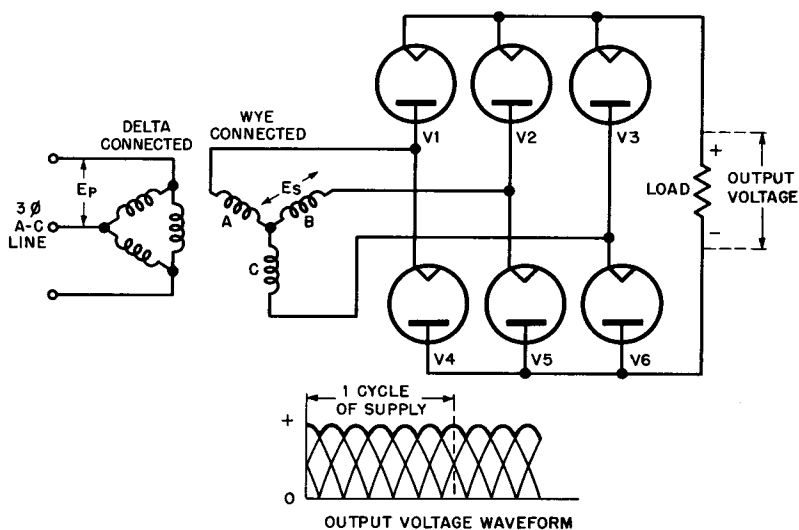 DELTA
CONNECTED
WYE
CONNECTED
3Ø
A-C
LINE
EP
ES
A
B
C
V1
V2
V3
V4
V5
V6
LOAD
+
OUTPUT
VOLTAGE
−
1 CYCLE
OF SUPPLY
+
0
OUTPUT VOLTAGE WAVEFORM